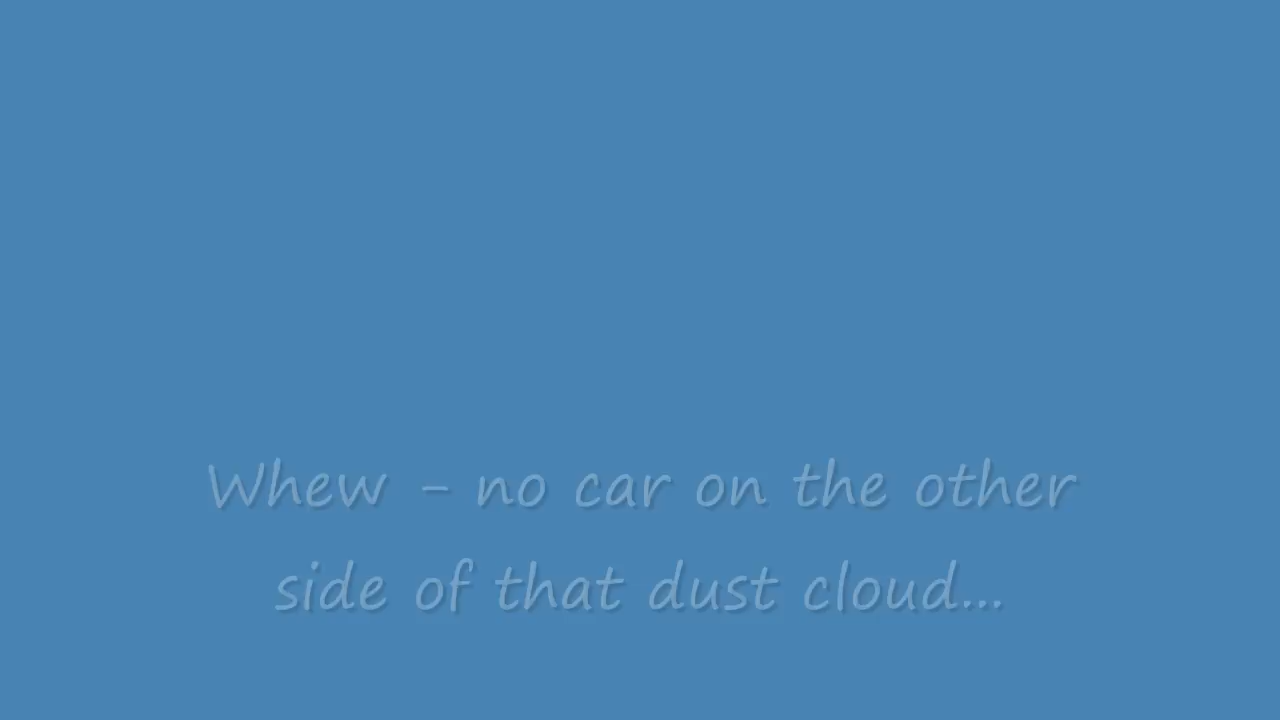 Whew - no car on the other
side of that dust cloud...